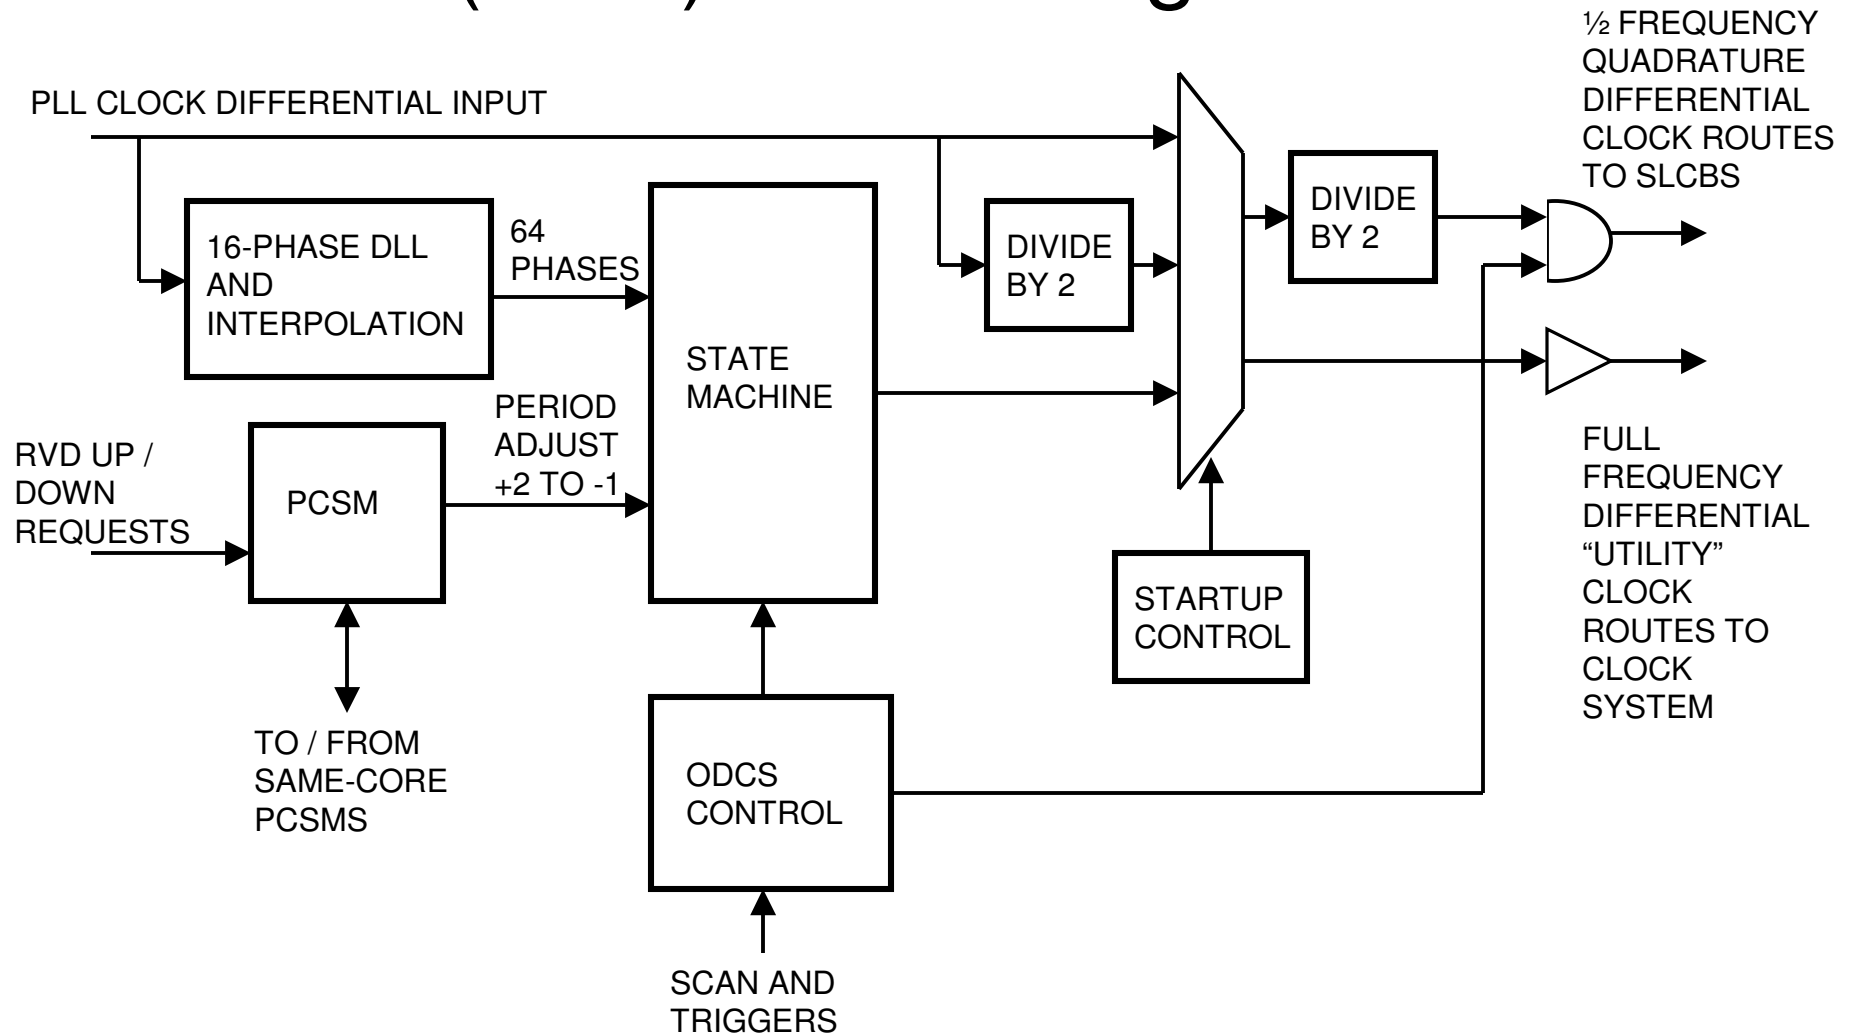 PLL CLOCK DIFFERENTIAL INPUT
½ FREQUENCY
QUADRATURE
DIFFERENTIAL
CLOCK ROUTES
TO SLCBS
16-PHASE DLL
AND
INTERPOLATION
64
PHASES
STATE
MACHINE
DIVIDE
BY 2
DIVIDE
BY 2
RVD UP /
DOWN
REQUESTS
PCSM
PERIOD
ADJUST
+2 TO -1
FULL
FREQUENCY
DIFFERENTIAL
“UTILITY”
CLOCK
ROUTES TO
CLOCK
SYSTEM
STARTUP
CONTROL
TO / FROM
SAME-CORE
PCSMS
ODCS
CONTROL
SCAN AND
TRIGGERS